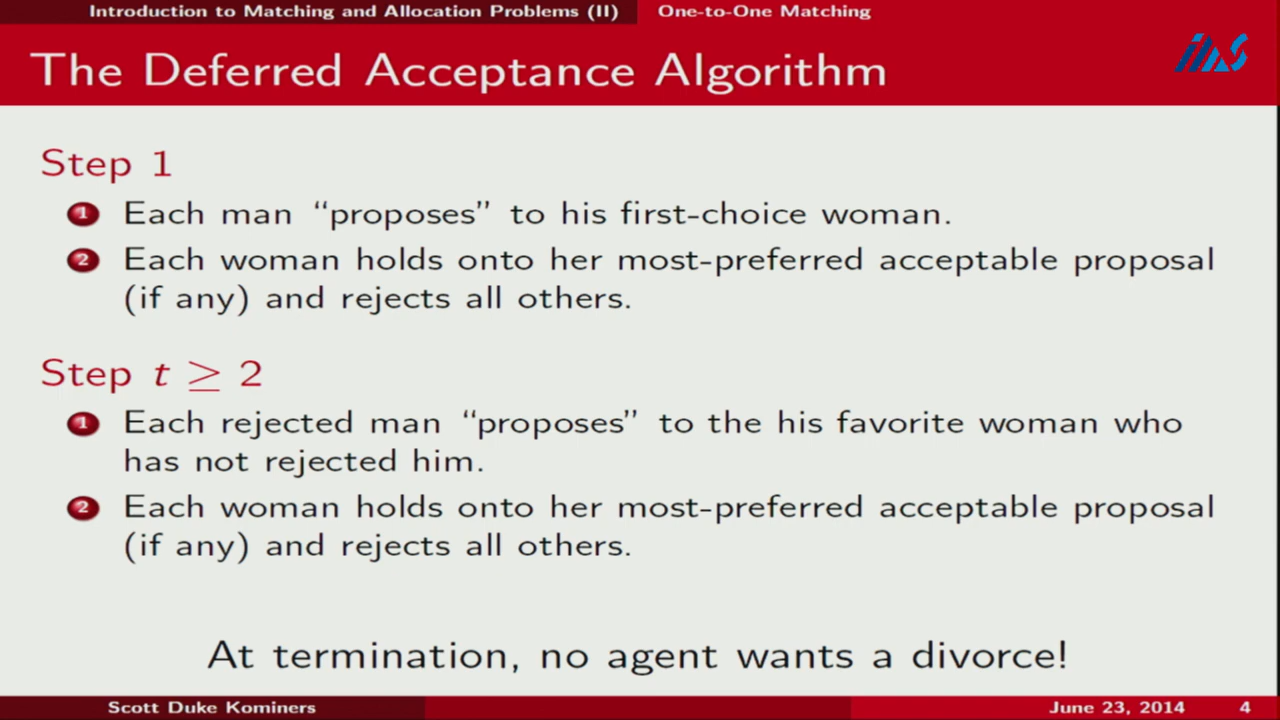 Introduction to Matching and Allocation Problems (II) One-to-One Matching
The Deferred Acceptance Algorithm
ias
Step 1
1 Each man “proposes” to his first-choice woman.
2 Each woman holds onto her most-preferred acceptable proposal
(if any) and rejects all others.
Step t ≥ 2
1 Each rejected man “proposes” to the his favorite woman who
has not rejected him.
2 Each woman holds onto her most-preferred acceptable proposal
(if any) and rejects all others.
At termination, no agent wants a divorce!
Scott Duke Kominers June 23, 2014 4